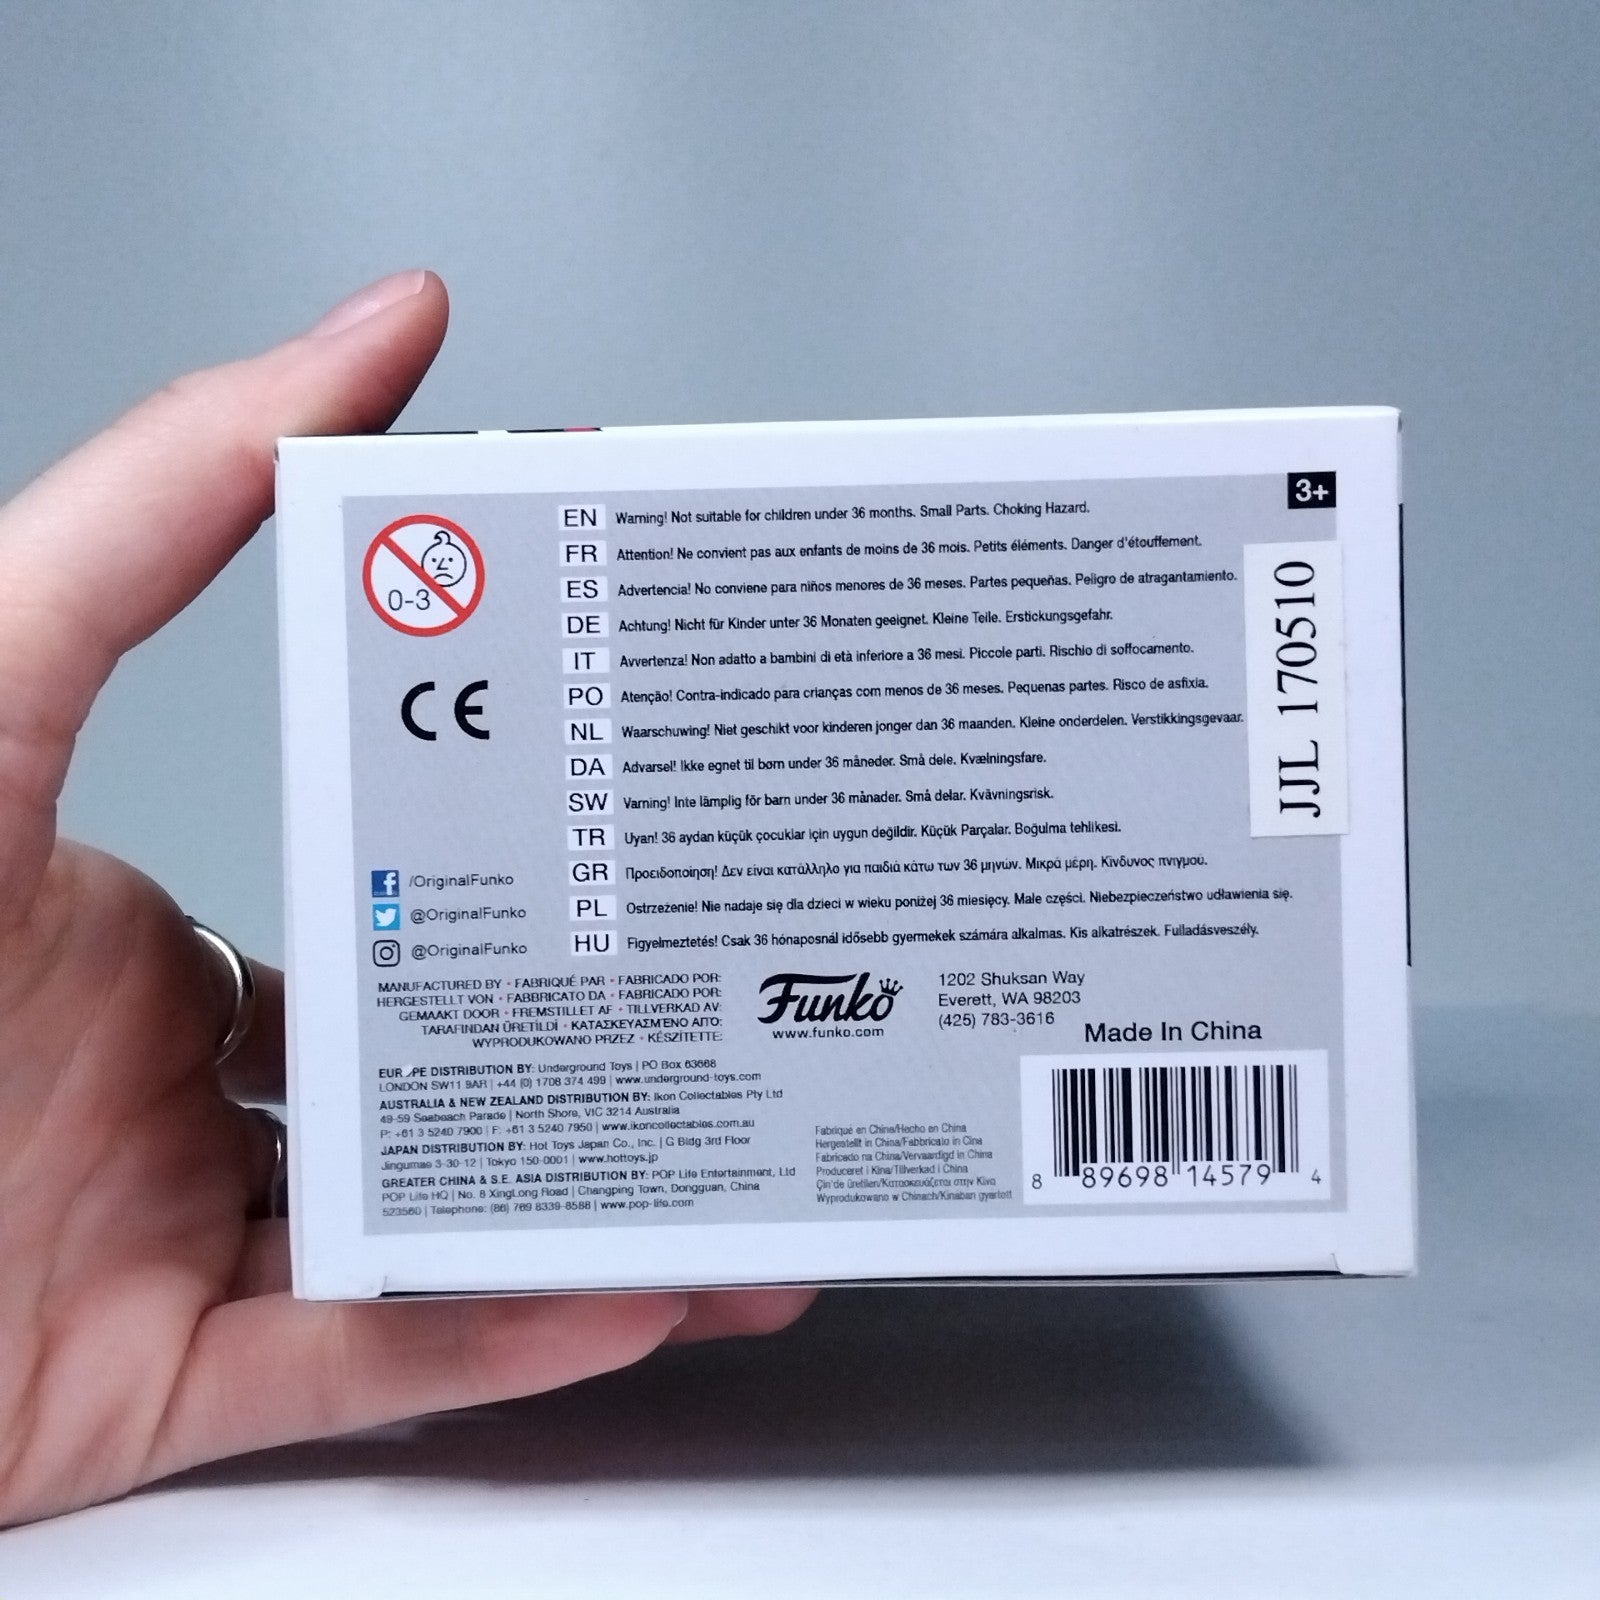 3+
0-3
CE
EN Warning! Not suitable for children under 36 months. Small Parts. Choking Hazard.
FR Attention! Ne convient pas aux enfants de moins de 36 mois. Petits éléments. Danger d'étouffement.
ES Advertencia! No conviene para niños menores de 36 meses. Partes pequeñas. Peligro de atragantamiento.
DE Achtung! Nicht für Kinder unter 36 Monaten geeignet. Kleine Teile. Erstickungsgefahr.
IT Avvertenza! Non adatto a bambini di età inferiore a 36 mesi. Piccole parti. Rischio di soffocamento.
PO Atenção! Contra-indicado para crianças com menos de 36 meses. Pequenas partes. Risco de asfixia.
NL Waarschuwing! Niet geschikt voor kinderen jonger dan 36 maanden. Kleine onderdelen. Verstikkingsgevaar.
DA Advarsel! Ikke egnet til børn under 36 måneder. Små dele. Kvælningsfare.
SW Varning! Inte lämplig för barn under 36 månader. Små delar. Kvävningsrisk.
TR Uyan! 36 aydan küçük çocuklar için uygun değildir. Küçük Parçalar. Boğulma tehlikesi.
GR Προειδοποίηση! Δεν είναι κατάλληλο για παιδιά κάτω των 36 μηνών. Μικρά μέρη. Κίνδυνος πνιγμού.
PL Ostrzeżenie! Nie nadaje się dla dzieci w wieku poniżej 36 miesięcy. Małe części. Niebezpieczeństwo udławienia się.
HU Figyelmeztetés! Csak 36 hónaposnál idősebb gyermekek számára alkalmas. Kis alkatrészek. Fulladásveszély.
JJL 170510
/OriginalFunko
@OriginalFunko
@OriginalFunko
MANUFACTURED BY • FABRIQUÉ PAR • FABRICADO POR:
HERGESTELLT VON • FABBRICATO DA • FABRICADO POR:
GEMAAKT DOOR • FREMSTILLET AF • TILLVERKAD AV:
TARAFINDAN ÜRETİLDİ • ΚΑΤΑΣΚΕΥΑΣΜΈΝΟ ΑΠΌ:
WYPRODUKOWANO PRZEZ • KÉSZÍTETTE:
Funko
www.funko.com
1202 Shuksan Way
Everett, WA 98203
(425) 783-3616
Made In China
EUROPE DISTRIBUTION BY: Underground Toys | PO Box 63668
LONDON SW11 9AR | +44 (0) 1708 374 499 | www.underground-toys.com
AUSTRALIA & NEW ZEALAND DISTRIBUTION BY: Ikon Collectables Pty Ltd
49-59 Seabeach Parade | North Shore, VIC 3214 Australia
P: +61 3 5240 7900 | F: +61 3 5240 7950 | www.ikoncollectables.com.au
JAPAN DISTRIBUTION BY: Hot Toys Japan Co., Inc. | G Bldg 3rd Floor
Jingumae 3-30-12 | Tokyo 150-0001 | www.hottoys.jp
GREATER CHINA & S.E. ASIA DISTRIBUTION BY: POP Life Entertainment, Ltd
POP Life HQ | No. 8 XingLong Road | Changping Town, Dongguan, China
523560 | Telephone: (86) 769 8339-8588 | www.pop-life.com
Fabriqué en Chine/Hecho en China
Hergestellt in China/Fabbricato in Cina
Fabricado na China/Vervaardigd in China
Produceret i Kina/Tillverkad i China
Çin'de üretilen/Κατασκευάζεται στην Κίνα
Wyprodukowano w Chinach/Kínában gyártott
8 89698 14579 4